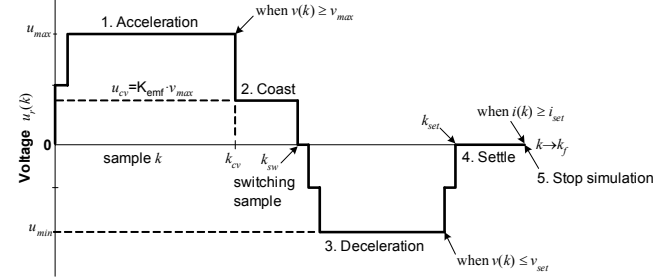 1. Acceleration
when v(k) ≥ v_max
u_max
u_cv=K_emf·v_max
2. Coast
Voltage u_r(k)
0
sample k
k_cv
k_sw
switching
sample
k_set
when i(k) ≥ i_set
k→k_f
4. Settle
5. Stop simulation
u_min
3. Deceleration
when v(k) ≤ v_set